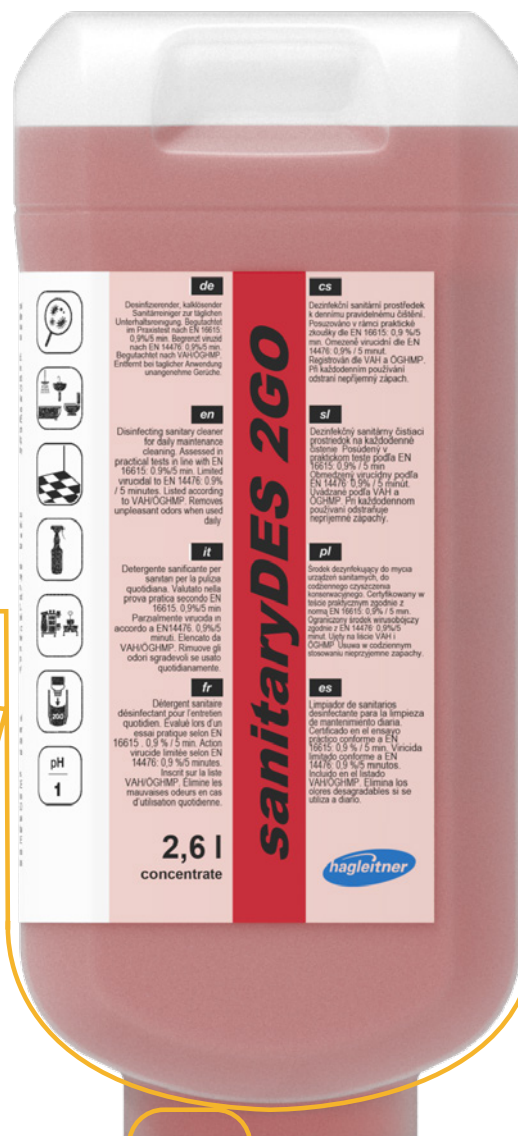 de
Desinfizierender, kalklösender
Sanitärreiniger zur täglichen
Unterhaltsreinigung. Begutachtet
im Praxistest nach EN 16615:
0,9%/5 min. Begrenzt viruzid
nach EN 14476: 0,9%/5 min.
Begutachtet nach VAH/ÖGHMP.
Entfernt bei täglicher Anwendung
unangenehme Gerüche.
en
Disinfecting sanitary cleaner
for daily maintenance
cleaning. Assessed in
practical tests in line with EN
16615: 0.9%/5 min. Limited
virucidal to EN 14476: 0.9%
/ 5 minutes. Listed according
to VAH/ÖGHMP. Removes
unpleasant odors when used
daily
it
Detergente sanificante per
sanitari per la pulizia
quotidiana. Valutato nella
prova pratica secondo EN
16615: 0,9%/5 min
Parzialmente virucida in
accordo a EN14476: 0,9%/5
minuti. Elencato da
VAH/ÖGHMP. Rimuove gli
odori sgradevoli se usato
quotidianamente.
fr
Détergent sanitaire
désinfectant pour l'entretien
quotidien. Évalué lors d'un
essai pratique selon EN
16615 : 0,9 % / 5 min. Action
virucide limitée selon EN
14476: 0,9 %/5 minutes.
Inscrit sur la liste
VAH/ÖGHMP. Élimine les
mauvaises odeurs en cas
d'utilisation quotidienne.
2,6 l
concentrate
sanitaryDES 2GO
cs
Dezinfekční sanitární prostředek
k dennímu pravidelnému čištění.
Posuzováno v rámci praktické
zkoušky dle EN 16615: 0,9 %/5
min. Omezeně virucidní dle EN
14476: 0,9% / 5 minut.
Registrován dle VAH a ÖGHMP.
Při každodenním používání
odstraní nepříjemný zápach.
sl
Dezinfekčný sanitárny čistiaci
prostriedok na každodenné
čistenie. Posúdený v
praktickom teste podľa EN
16615: 0,9% / 5 min
Obmedzený virucídny podľa
EN 14476: 0,9% / 5 minút.
Uvádzané podľa VAH a
ÖGHMP. Pri každodennom
používaní odstraňuje
nepríjemné zápachy.
pl
Środek dezynfekujący do mycia
urządzeń sanitarnych, do
codziennego czyszczenia
konserwacyjnego. Certyfikowany w
teście praktycznym zgodnie z
normą EN 16615: 0,9% / 5 min.
Ograniczony środek wirusobójczy
zgodnie z EN 14476: 0,9%/5
minut. Ujęty na liście VAH i
ÖGHMP. Usuwa w codziennym
stosowaniu nieprzyjemne zapachy.
es
Limpiador de sanitarios
desinfectante para la limpieza
de mantenimiento diaria.
Certificado en el ensayo
práctico conforme a EN
16615: 0,9 % / 5 min. Viricida
limitado conforme a EN
14476: 0,9 %/5 minutos.
Incluido en el listado
VAH/ÖGHMP. Elimina los
olores desagradables si se
utiliza a diario.
hagleitner
2GO
pH
1